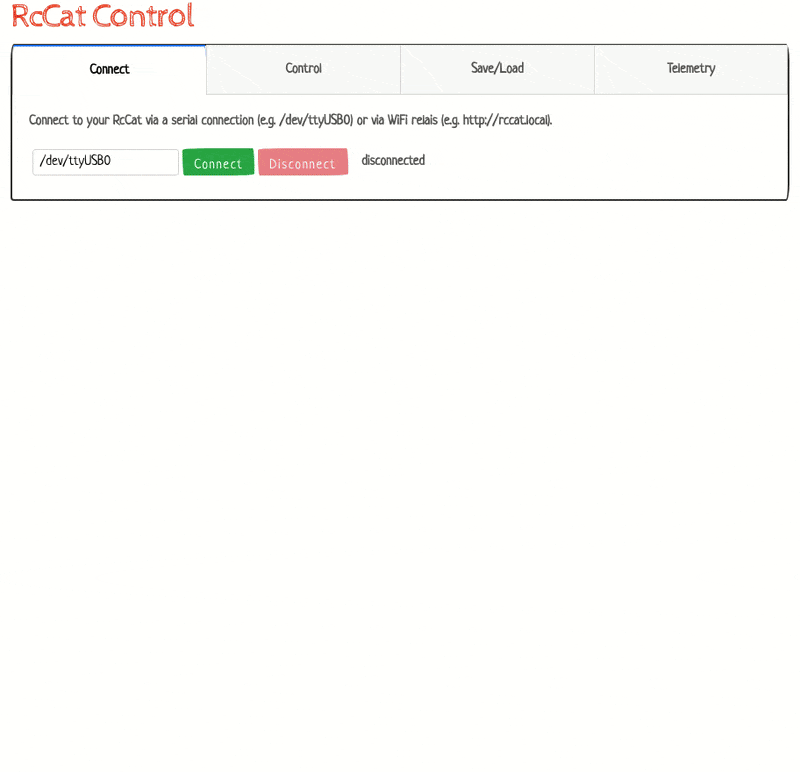 RcCat Control
Connect Control Save/Load Telemetry
Connect to your RcCat via a serial connection (e.g. /dev/ttyUSB0) or via WiFi relais (e.g. http://rccat.local).
/dev/ttyUSB0 Connect Disconnect disconnected